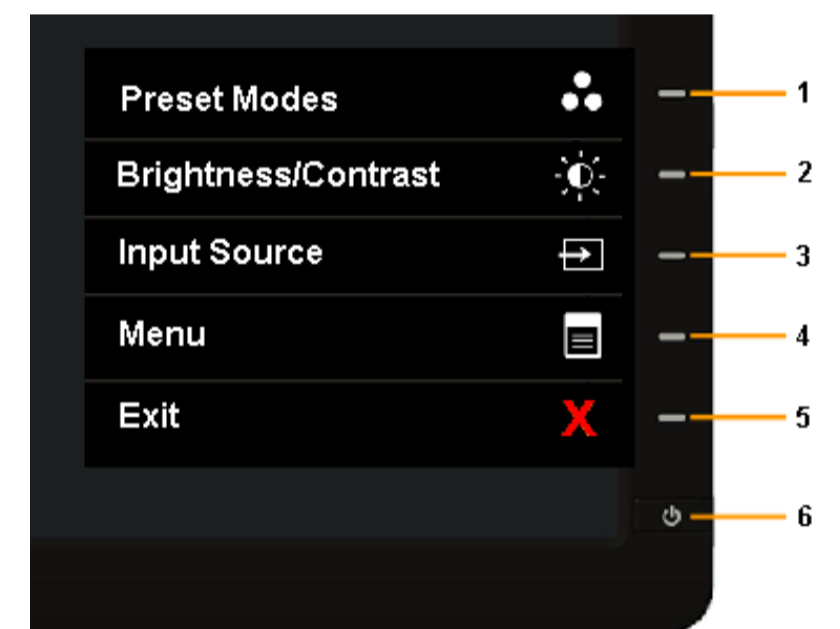 Preset Modes 1
Brightness/Contrast 2
Input Source 3
Menu 4
Exit X 5
6